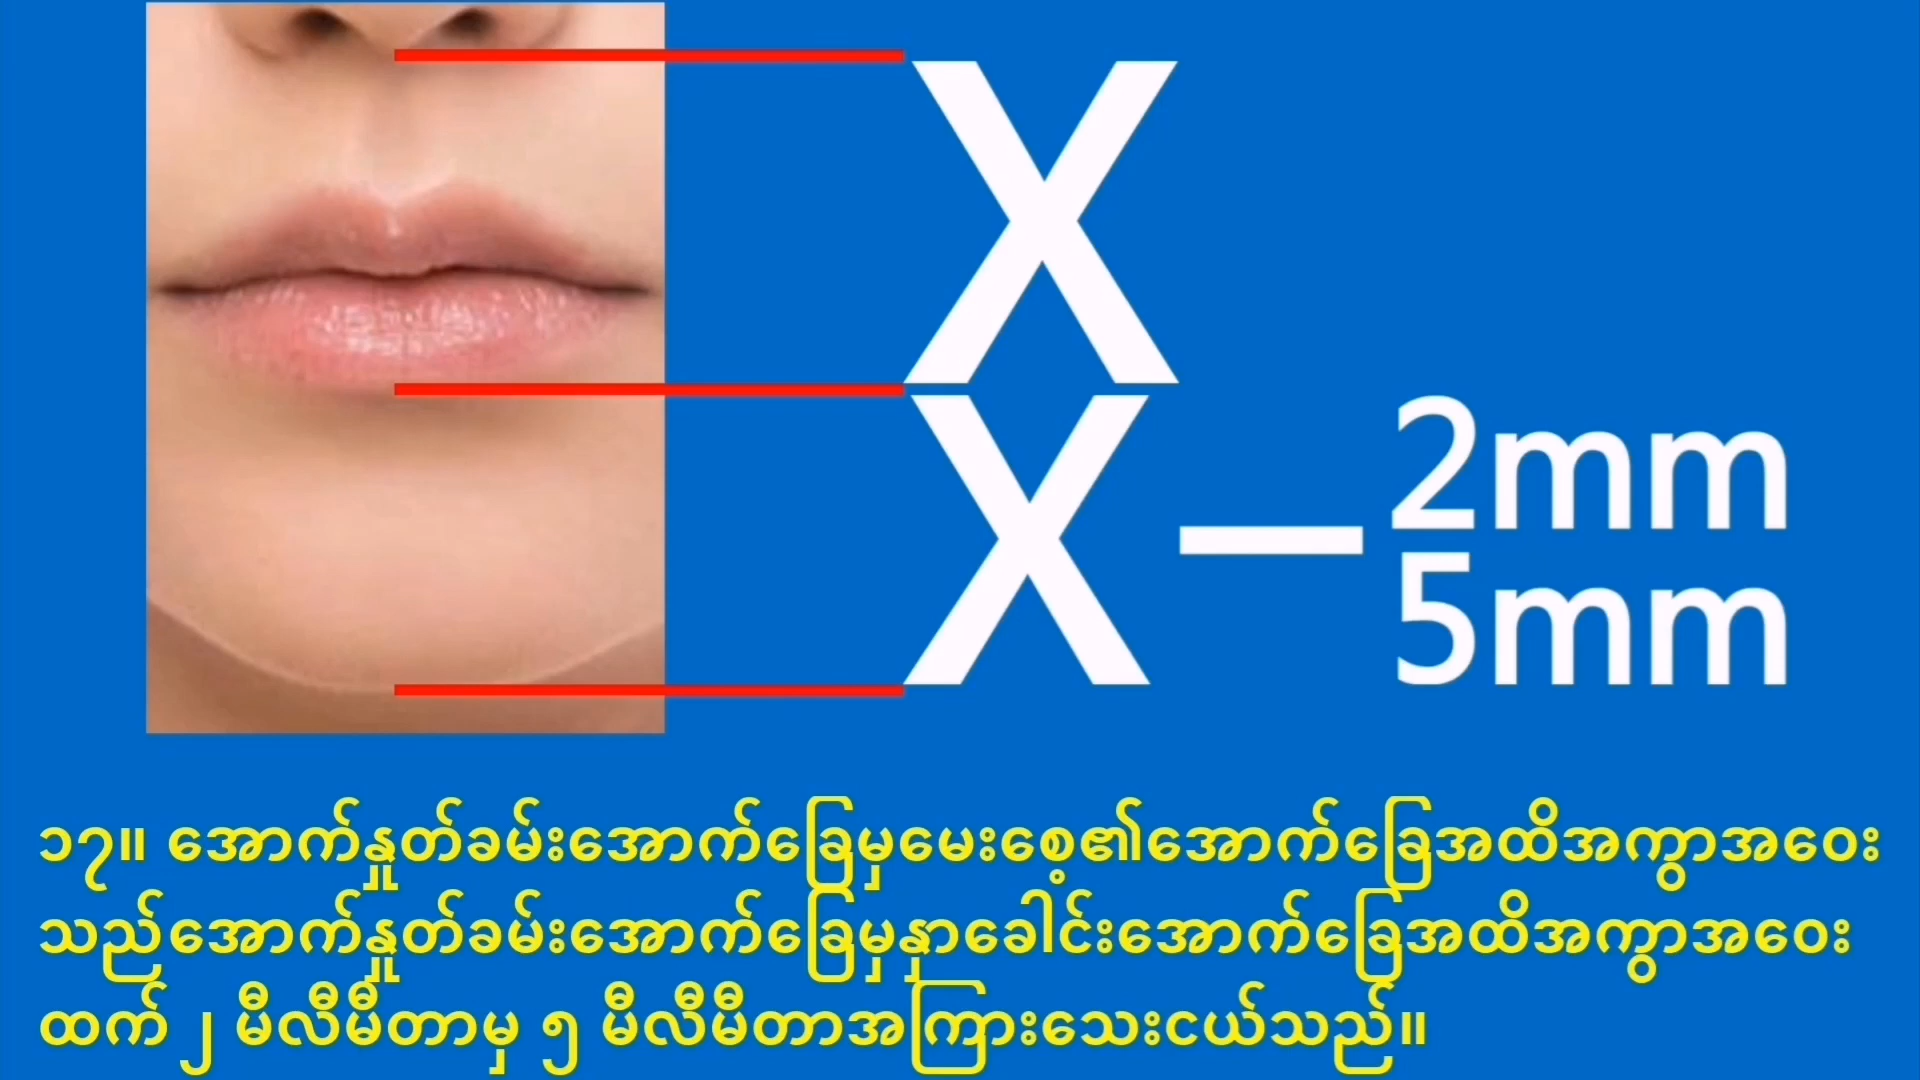 X
X – 2mm
5mm
၁၇။ အောက်နှုတ်ခမ်းအောက်ခြေမှမေးစေ့၏အောက်ခြေအထိအကွာအဝေး
သည်အောက်နှုတ်ခမ်းအောက်ခြေမှနှာခေါင်းအောက်ခြေအထိအကွာအဝေး
ထက် ၂ မီလီမီတာမှ ၅ မီလီမီတာအကြားသေးငယ်သည်။